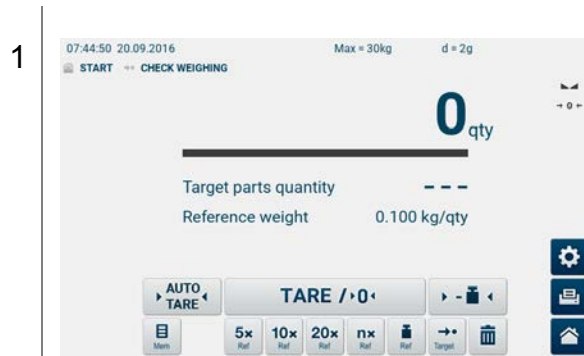 1
07:44:50 20.09.2016 Max = 30kg d = 2g
START CHECK WEIGHING
0 qty
→ 0 ←
Target parts quantity - - -
Reference weight 0.100 kg/qty
AUTO TARE
TARE / 0
-
Mem
5x Ref
10x Ref
20x Ref
nx Ref
Ref
Target